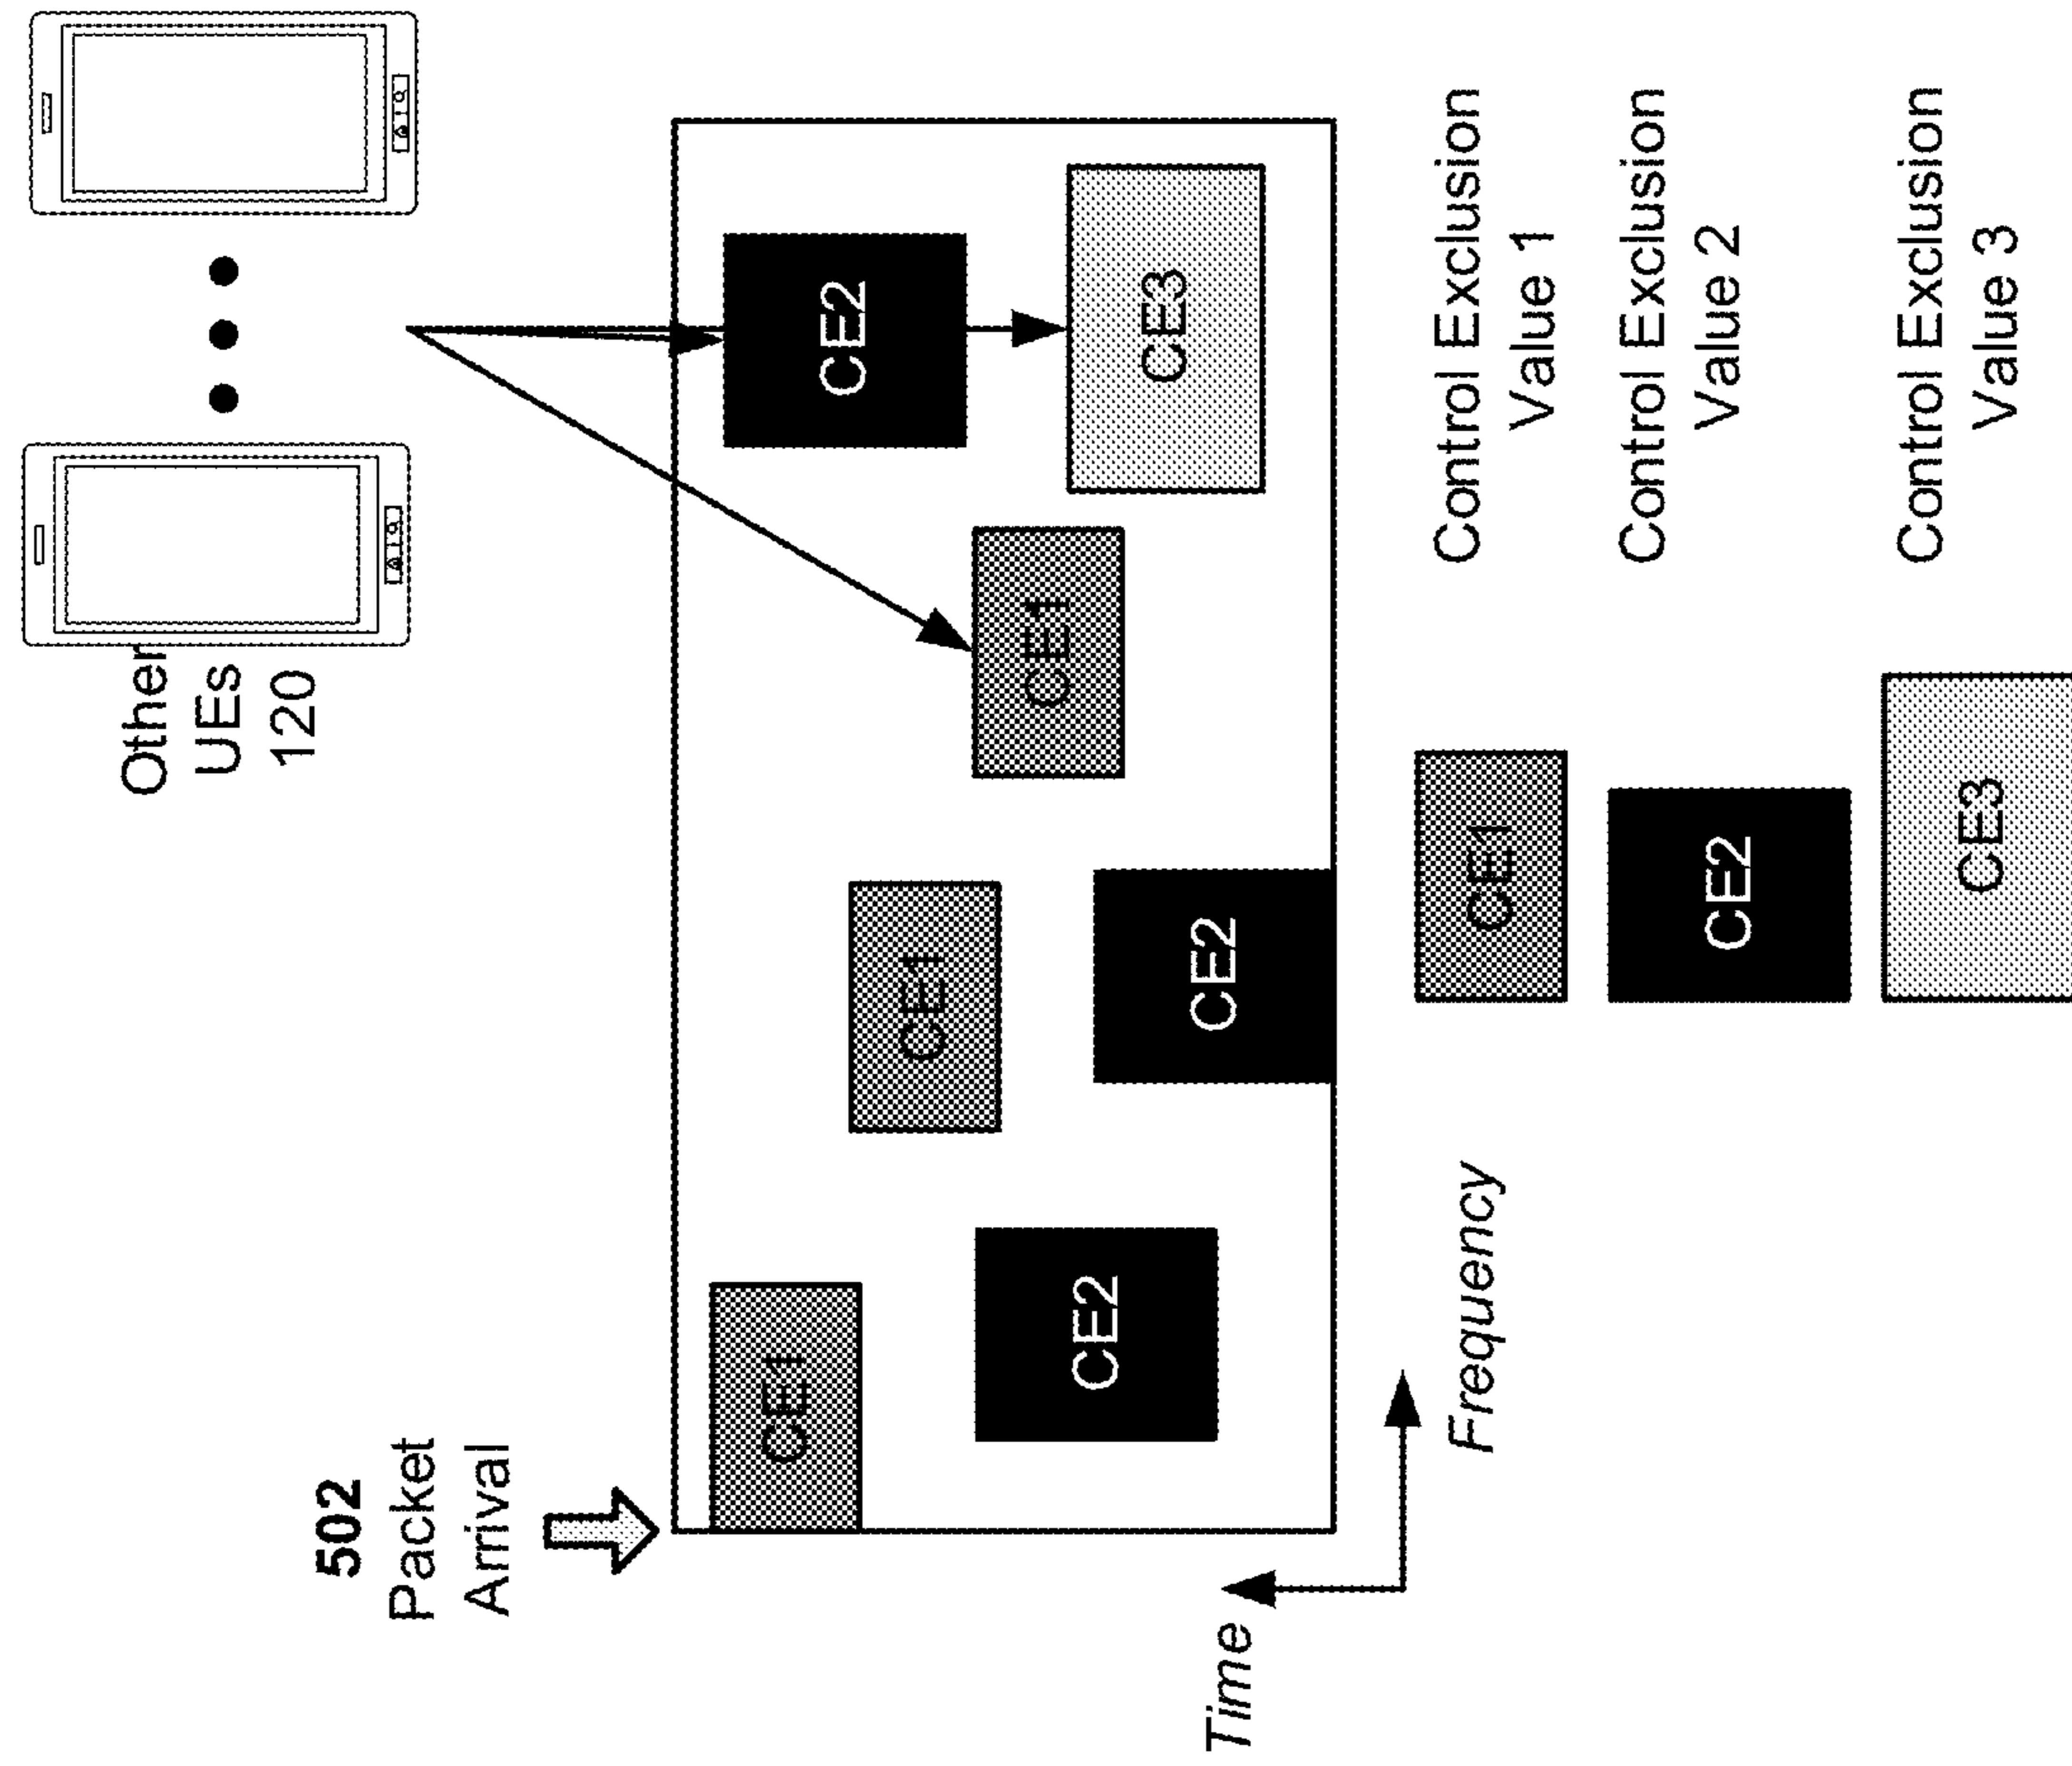 Other
UEs
120
502
Packet
Arrival
CE1
CE2
CE1
CE2
CE1
CE2
CE3
Time
Frequency
CE1
Control Exclusion
Value 1
CE2
Control Exclusion
Value 2
CE3
Control Exclusion
Value 3